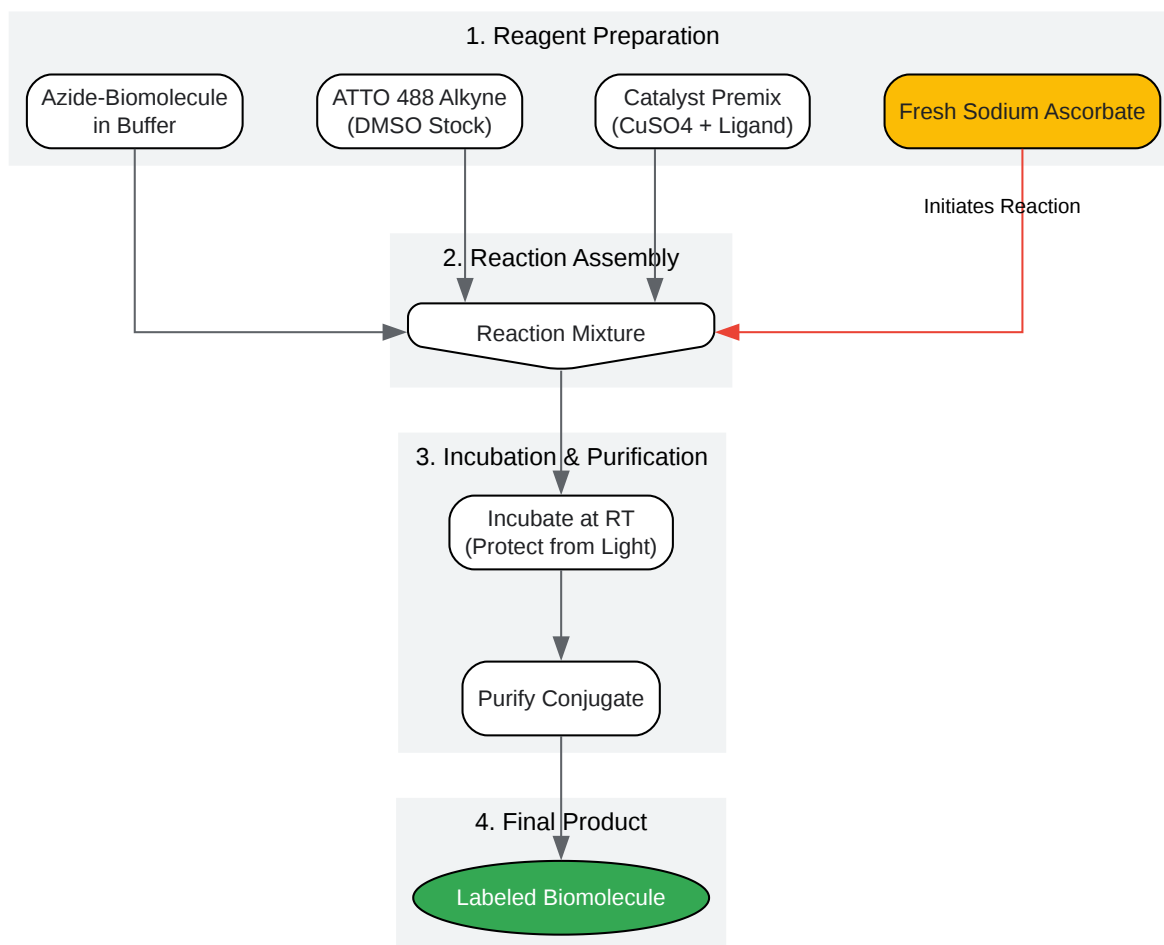 1. Reagent Preparation
Azide-Biomolecule
in Buffer
ATTO 488 Alkyne
(DMSO Stock)
Catalyst Premix
(CuSO4 + Ligand)
Fresh Sodium Ascorbate
Initiates Reaction
2. Reaction Assembly
Reaction Mixture
3. Incubation & Purification
Incubate at RT
(Protect from Light)
Purify Conjugate
4. Final Product
Labeled Biomolecule